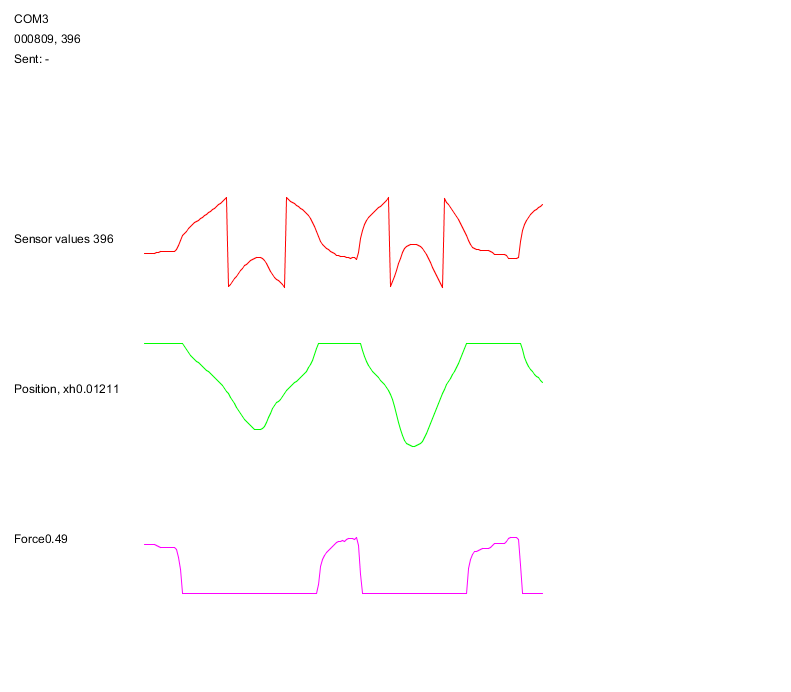 COM3
000809, 396
Sent: -
Sensor values 396
Position, xh0.01211
Force0.49